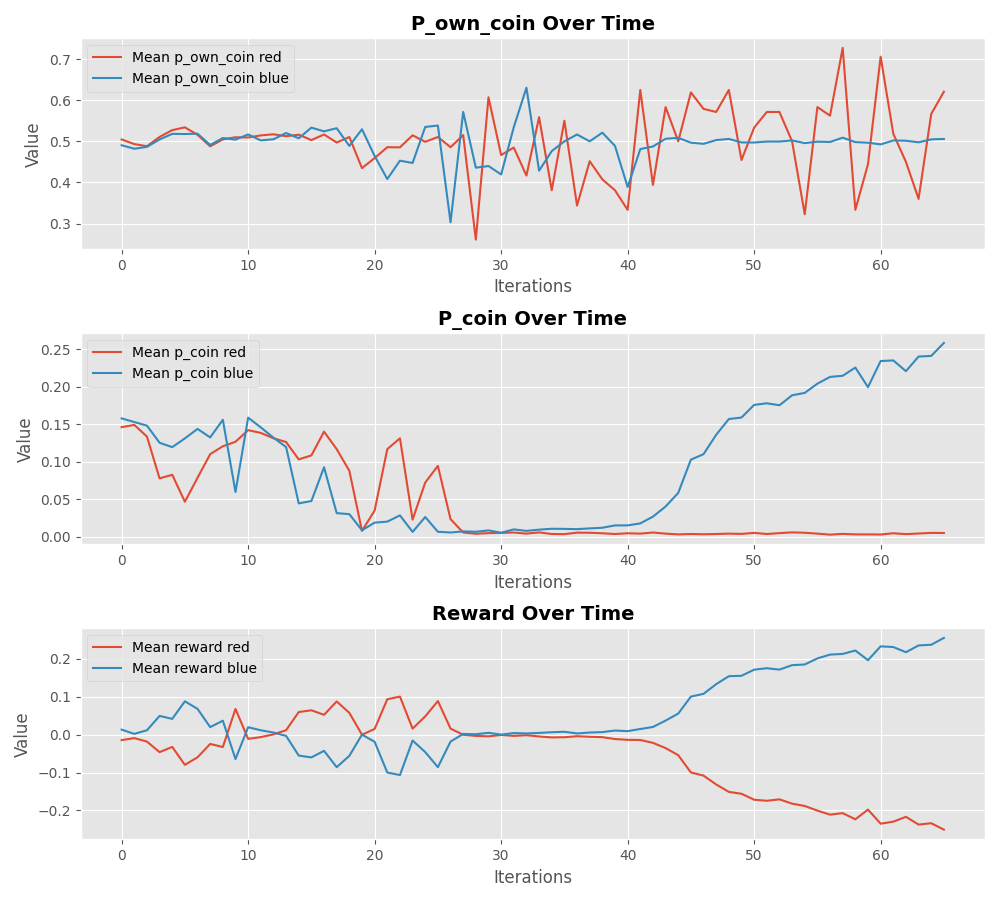 P_own_coin Over Time
Mean p_own_coin red
Mean p_own_coin blue
Value
0.7
0.6
0.5
0.4
0.3
0 10 20 30 40 50 60
Iterations
P_coin Over Time
Mean p_coin red
Mean p_coin blue
Value
0.25
0.20
0.15
0.10
0.05
0.00
0 10 20 30 40 50 60
Iterations
Reward Over Time
Mean reward red
Mean reward blue
Value
0.2
0.1
0.0
−0.1
−0.2
0 10 20 30 40 50 60
Iterations